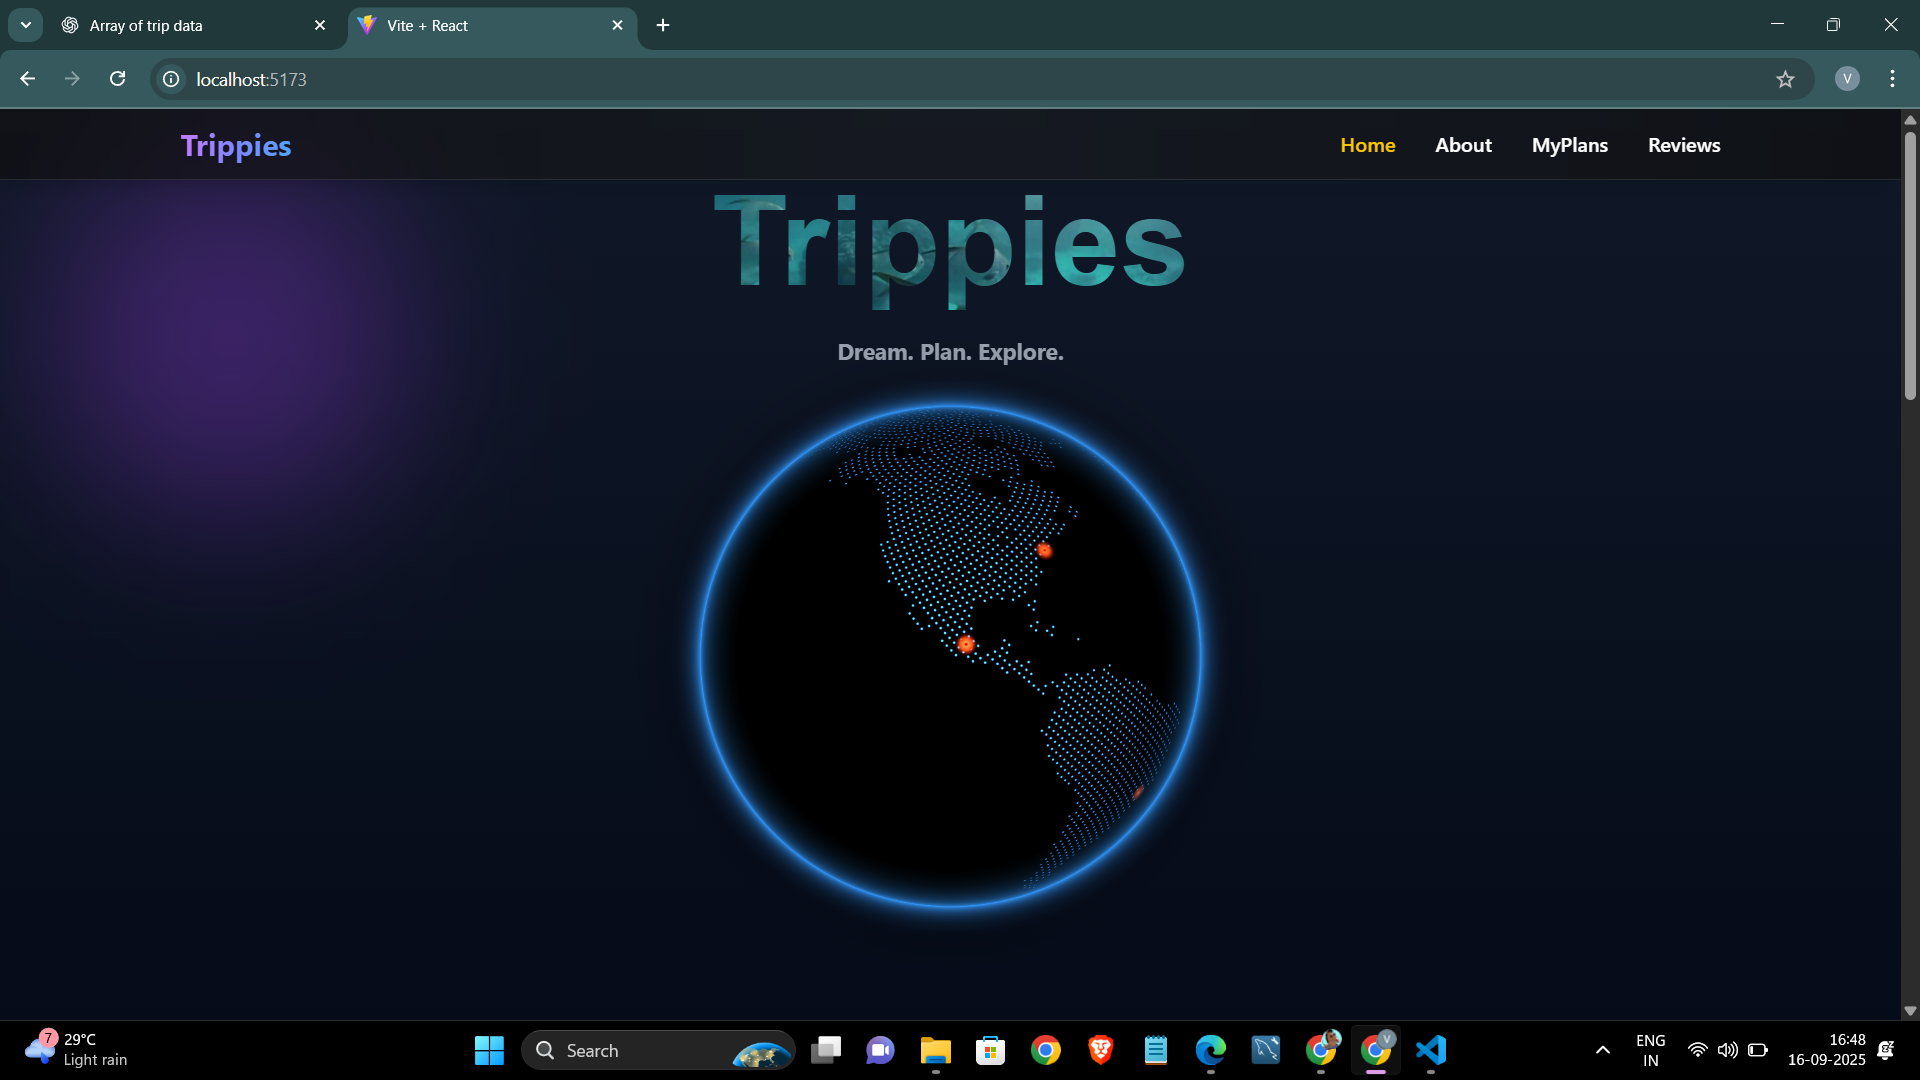 Array of trip data
Vite + React
localhost:5173
V
Trippies
Home
About
MyPlans
Reviews
Trippies
Dream. Plan. Explore.
7
29°C
Light rain
Search
V
ENG
IN
16:48
16-09-2025